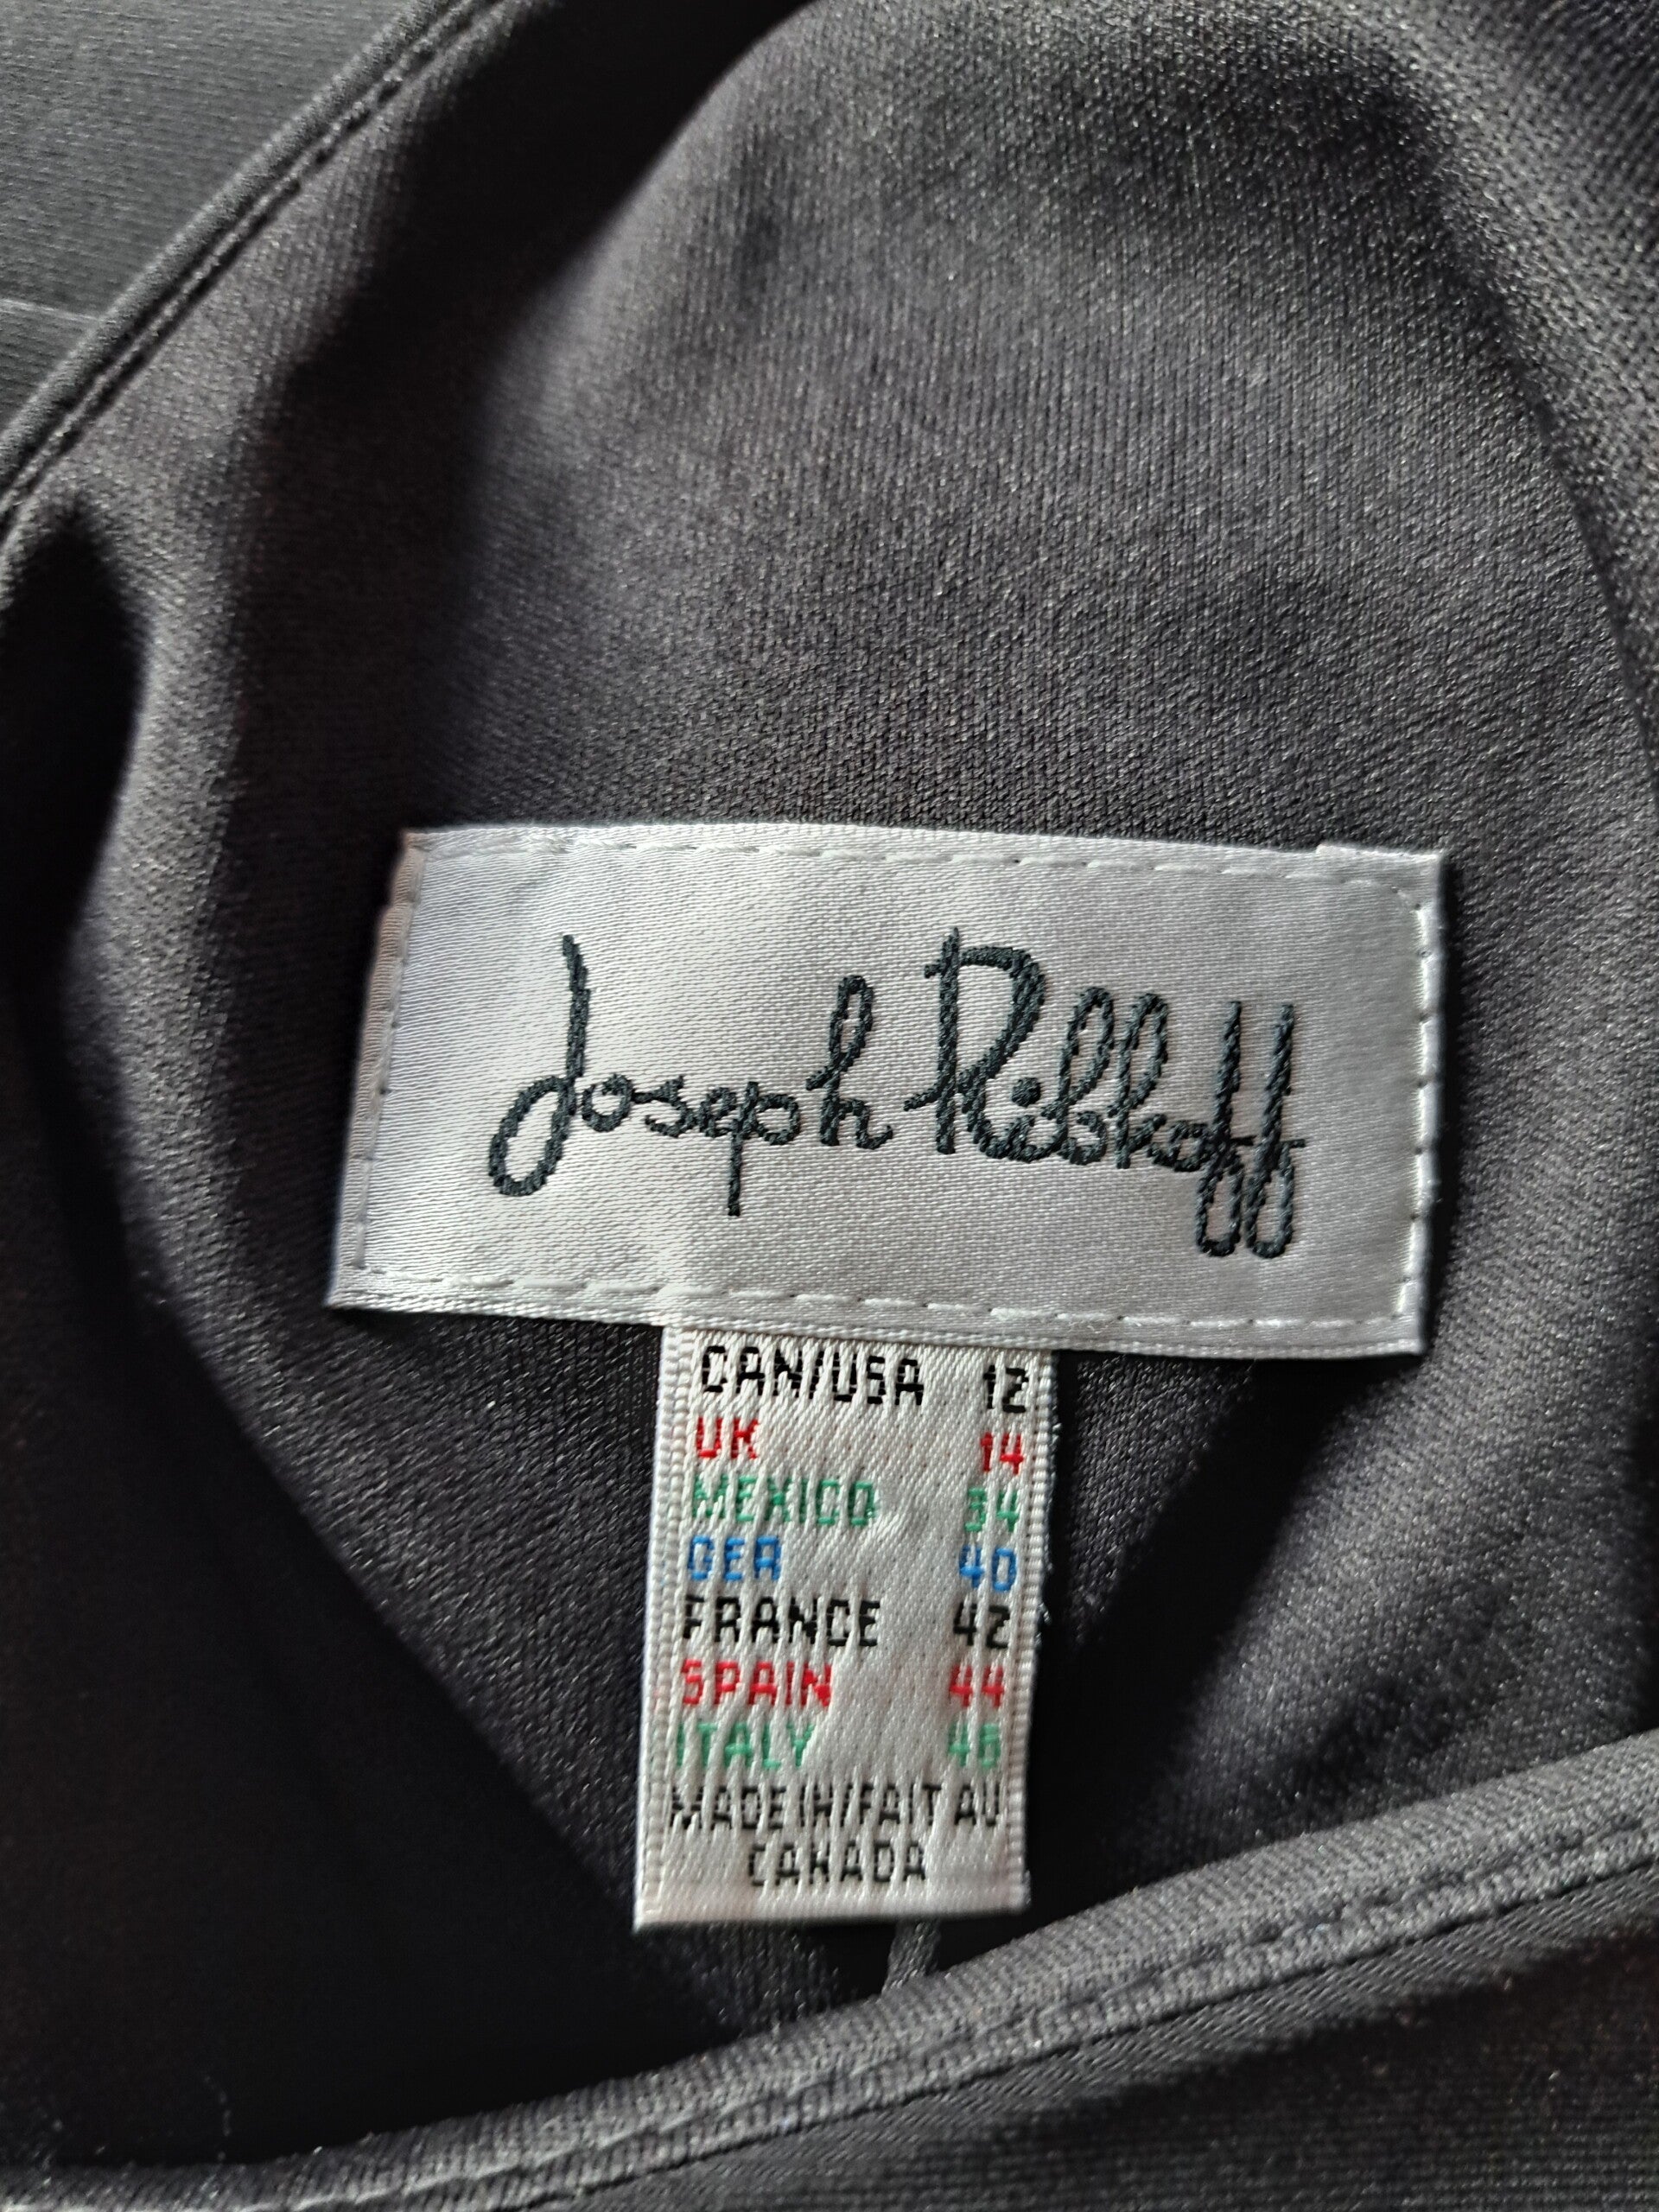 Joseph Ribkoff
CAN/USA 12
UK 14
MEXICO 34
GER 40
FRANCE 42
SPAIN 44
ITALY 46
MADE IN/FAIT AU
CANADA